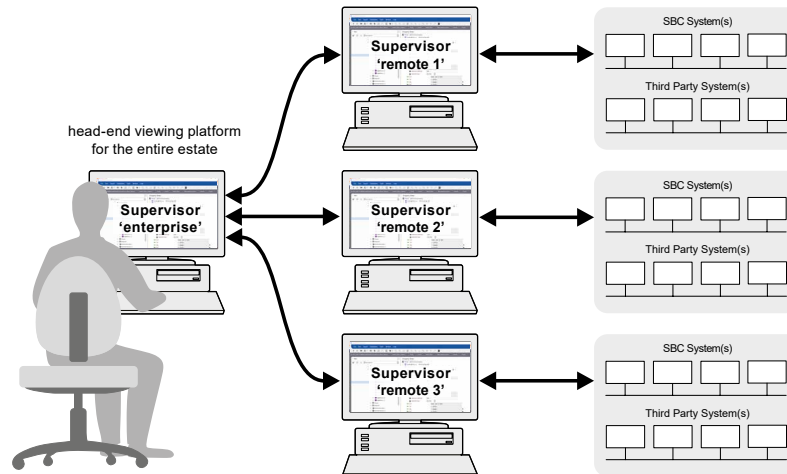 SBC System(s)
Supervisor
‘remote 1’
Third Party System(s)
head-end viewing platform
for the entire estate
SBC System(s)
Supervisor
‘enterprise’
Supervisor
‘remote 2’
Third Party System(s)
SBC System(s)
Supervisor
‘remote 3’
Third Party System(s)